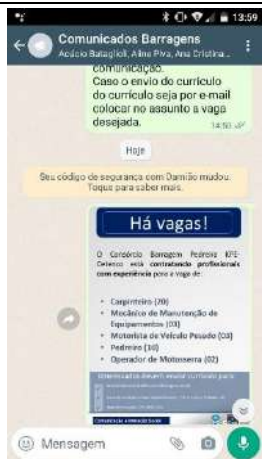 13:59
Comunicados Barragens
Acácio Bataglioli, Aline Piva, Ana Cristina...
comunicação.
Caso o envio do currículo
do currículo seja por e-mail
colocar no assunto a vaga
desejada.
14:50
Hoje
Seu código de segurança com Damião mudou.
Toque para saber mais.
Há vagas!
O Consórcio Barragem Pedreira KPE-
está contratando profissionais
com experiência para a vaga de:
• Carpinteiro (20)
• Mecânico de Manutenção de
Equipamentos (03)
• Motorista de Veículo Pesado (03)
• Pedreiro (10)
• Operador de Motosserra (02)
Mensagem